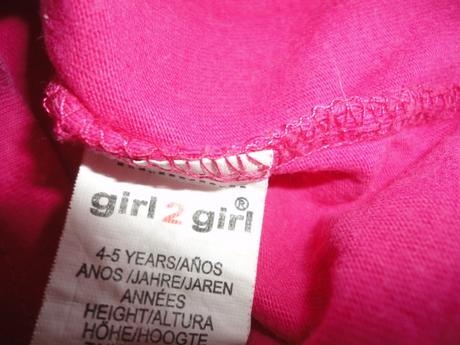 girl 2 girl®
4-5 YEARS/AÑOS
ANOS /JAHRE/JAREN
ANNÉES
HEIGHT/ALTURA
HÖHE/HOOGTE